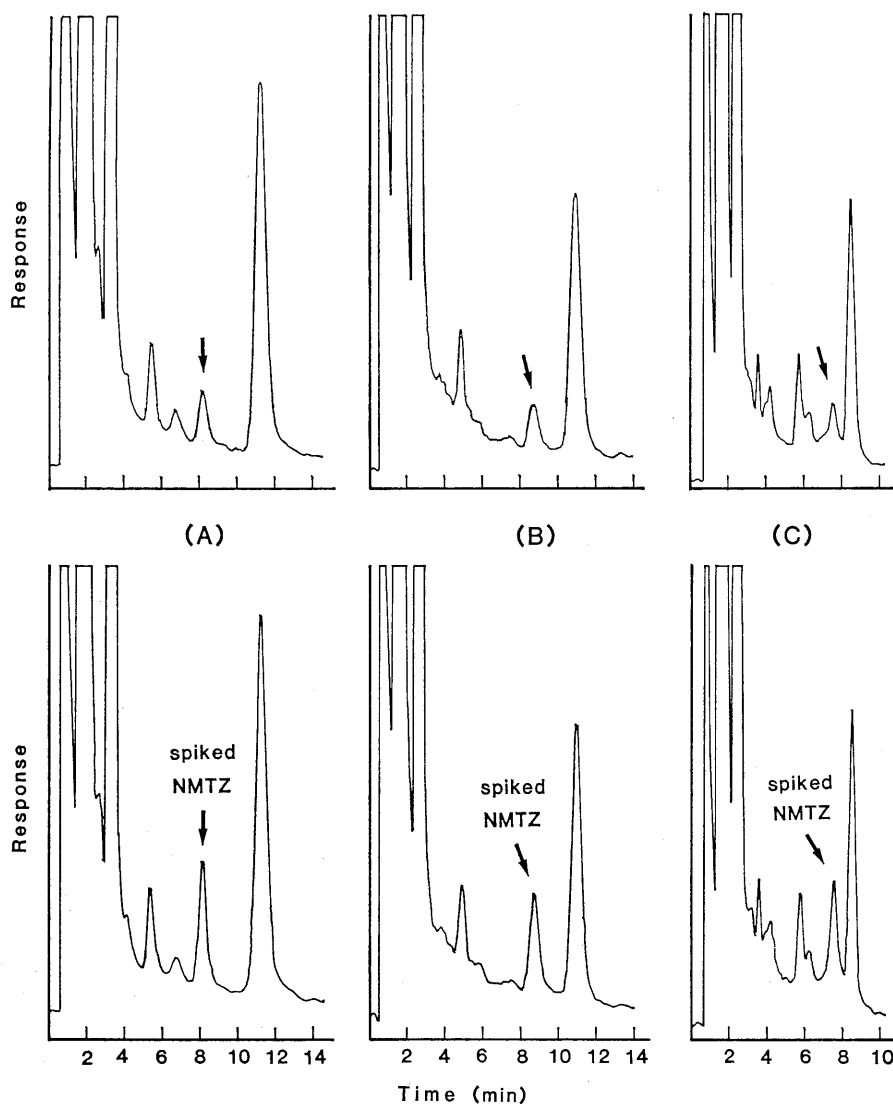 Response
(A)
(B)
(C)
Response
spiked
NMTZ
spiked
NMTZ
spiked
NMTZ
2 4 6 8 10 12 14
2 4 6 8 10 12 14
2 4 6 8 10
Time (min)